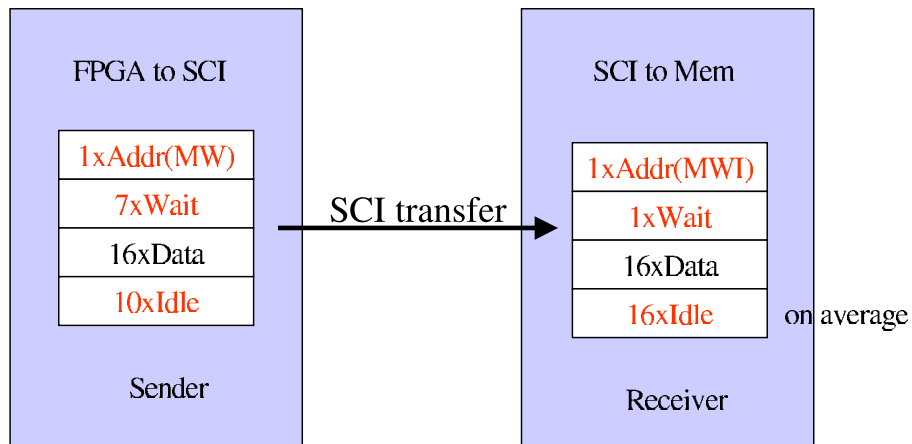 FPGA to SCI
1xAddr(MW)
7xWait
16xData
10xIdle
Sender
SCI transfer
SCI to Mem
1xAddr(MWI)
1xWait
16xData
16xIdle
on average
Receiver